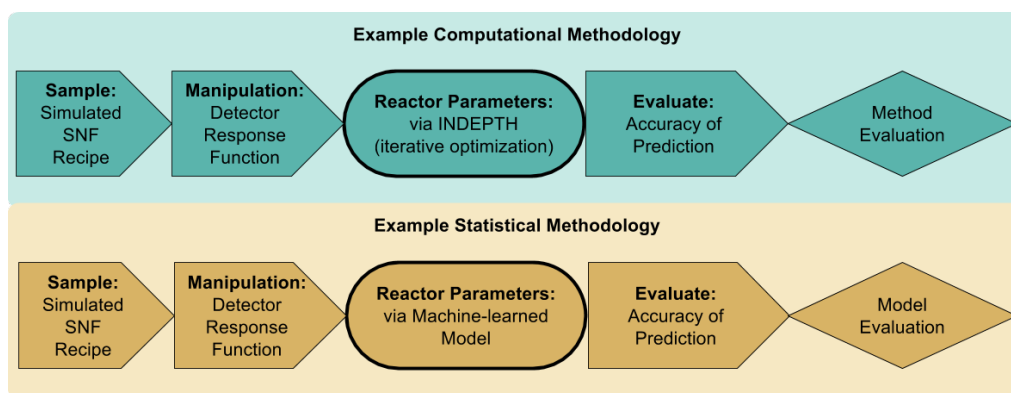 Example Computational Methodology
Sample:
Simulated
SNF
Recipe
Manipulation:
Detector
Response
Function
Reactor Parameters:
via INDEPTH
(iterative optimization)
Evaluate:
Accuracy of
Prediction
Method
Evaluation
Example Statistical Methodology
Sample:
Simulated
SNF
Recipe
Manipulation:
Detector
Response
Function
Reactor Parameters:
via Machine-learned
Model
Evaluate:
Accuracy of
Prediction
Model
Evaluation